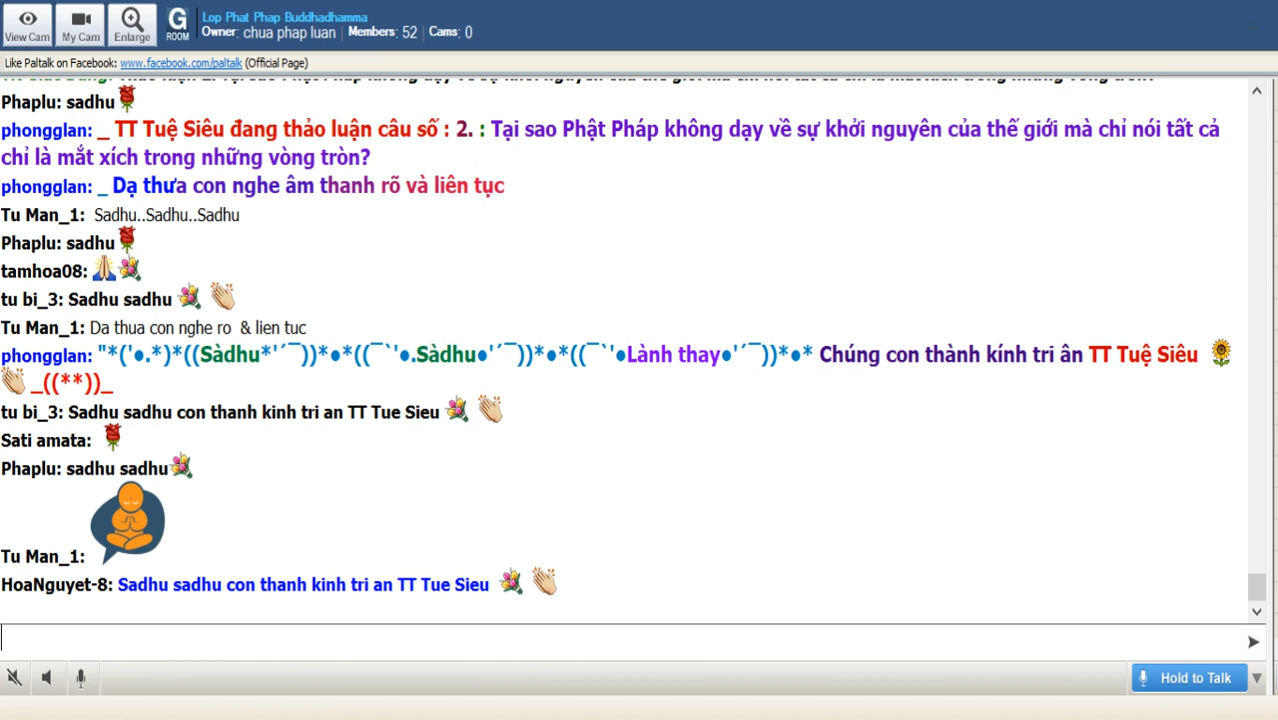 View Cam
My Cam
Enlarge
G
ROOM
Lop Phat Phap Buddhadhamma
Owner: chua phap luan | Members: 52 | Cams: 0
Like Paltalk on Facebook: www.facebook.com/paltalk (Official Page)
Phaplu: sadhu🌹
phongglan: _ TT Tuệ Siêu đang thảo luận câu số : 2. : Tại sao Phật Pháp không dạy về sự khởi nguyên của thế giới mà chỉ nói tất cả
chỉ là mắt xích trong những vòng tròn?
phongglan: _ Dạ thưa con nghe âm thanh rõ và liên tục
Tu Man_1: Sadhu..Sadhu..Sadhu
Phaplu: sadhu🌹
tamhoa08: 🙏💐
tu bi_3: Sadhu sadhu 💐 👏
Tu Man_1: Da thua con nghe ro & lien tuc
phongglan: "*('●.*)*((Sàdhu*'´¯))*●*((¯`'●.Sàdhu●'´¯))*●*((¯`'●Lành thay●'´¯))*●* Chúng con thành kính tri ân TT Tuệ Siêu 🌻
👏 _((**))_
tu bi_3: Sadhu sadhu con thanh kinh tri an TT Tue Sieu 💐 👏
Sati amata: 🌹
Phaplu: sadhu sadhu💐
Tu Man_1:
HoaNguyet-8: Sadhu sadhu con thanh kinh tri an TT Tue Sieu 💐 👏
Hold to Talk